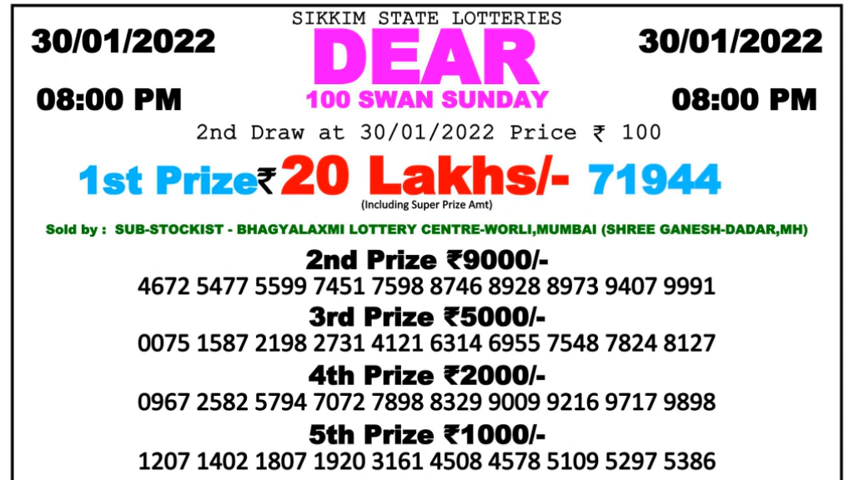 SIKKIM STATE LOTTERIES
30/01/2022 DEAR 30/01/2022
08:00 PM 100 SWAN SUNDAY 08:00 PM
2nd Draw at 30/01/2022 Price ₹ 100
1st Prize₹ 20 Lakhs/- 71944
(Including Super Prize Amt)
Sold by : SUB-STOCKIST - BHAGYALAXMI LOTTERY CENTRE-WORLI,MUMBAI (SHREE GANESH-DADAR,MH)
2nd Prize ₹9000/-
4672 5477 5599 7451 7598 8746 8928 8973 9407 9991
3rd Prize ₹5000/-
0075 1587 2198 2731 4121 6314 6955 7548 7824 8127
4th Prize ₹2000/-
0967 2582 5794 7072 7898 8329 9009 9216 9717 9898
5th Prize ₹1000/-
1207 1402 1807 1920 3161 4508 4578 5109 5297 5386